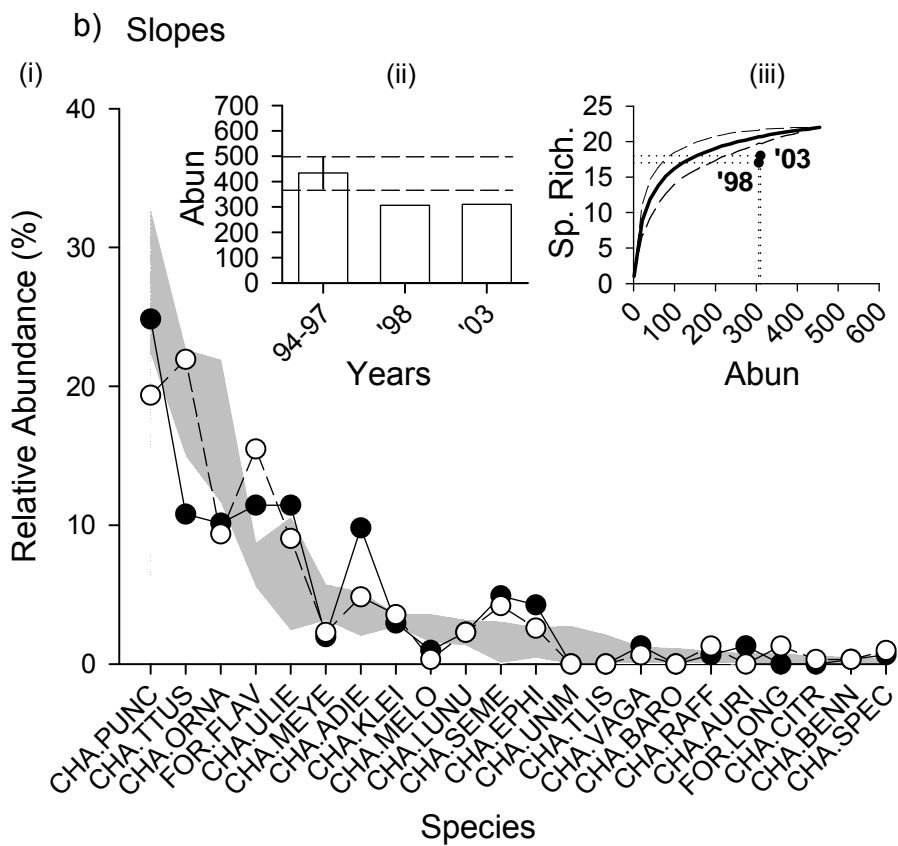 b) Slopes
(i)
(ii)
(iii)
40
30
20
10
0
Relative Abundance (%)
700
600
500
400
300
200
100
0
Abun
94-97
'98
'03
Years
25
20
15
10
5
0
Sp. Rich.
'03
'98
0
100
200
300
400
500
600
Abun
CHA.PUNC
CHA.TTUS
CHA.ORNA
FOR.FLAV
CHA.ULIE
CHA.MEYE
CHA.ADIE
CHA.KLEI
CHA.MELO
CHA.LUNU
CHA.SEME
CHA.EPHI
CHA.UNIM
CHA.TLIS
CHA.VAGA
CHA.BARO
CHA.RAFF
CHA.AURI
FOR.LONG
CHA.CITR
CHA.BENN
CHA.SPEC
Species